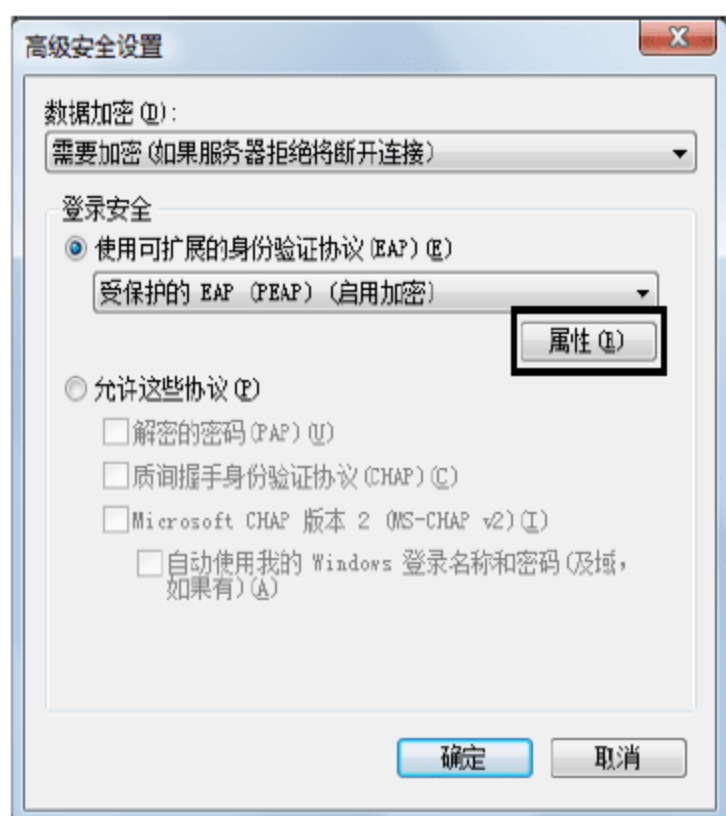 高级安全设置
数据加密(D):
需要加密(如果服务器拒绝将断开连接)
登录安全
使用可扩展的身份验证协议(EAP)(E)
受保护的 EAP (PEAP) (启用加密)
属性(R)
允许这些协议(P)
解密的密码(PAP)(U)
质询握手身份验证协议(CHAP)(C)
Microsoft CHAP 版本 2 (MS-CHAP v2)(I)
自动使用我的 Windows 登录名称和密码(及域,
如果有)(A)
确定
取消